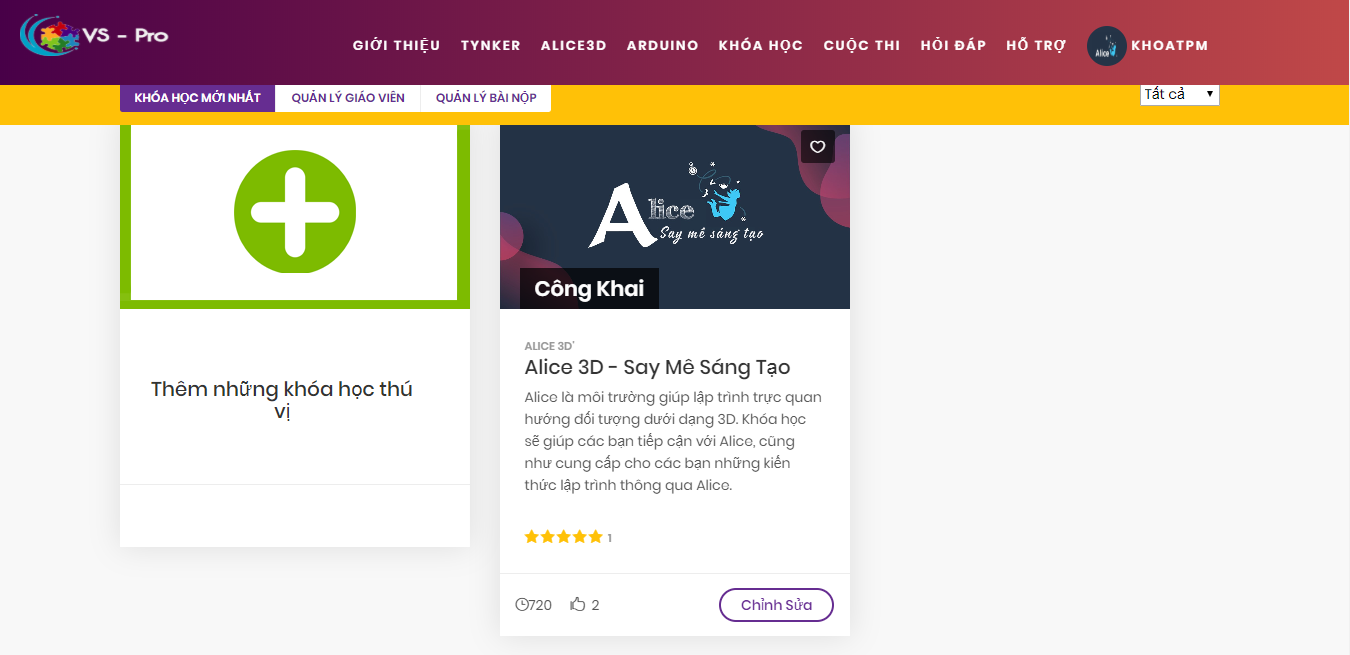 VS - Pro
GIỚI THIỆU TYNKER ALICE3D ARDUINO KHÓA HỌC CUỘC THI HỎI ĐÁP HỖ TRỢ Alice KHOATPM
KHÓA HỌC MỚI NHẤT QUẢN LÝ GIÁO VIÊN QUẢN LÝ BÀI NỘP Tất cả
Thêm những khóa học thú
vị
Alice
Say mê sáng tạo
Công Khai
ALICE 3D'
Alice 3D - Say Mê Sáng Tạo
Alice là môi trường giúp lập trình trực quan
hướng đối tượng dưới dạng 3D. Khóa học
sẽ giúp các bạn tiếp cận với Alice, cũng
như cung cấp cho các bạn những kiến
thức lập trình thông qua Alice.
1
720 2 Chỉnh Sửa